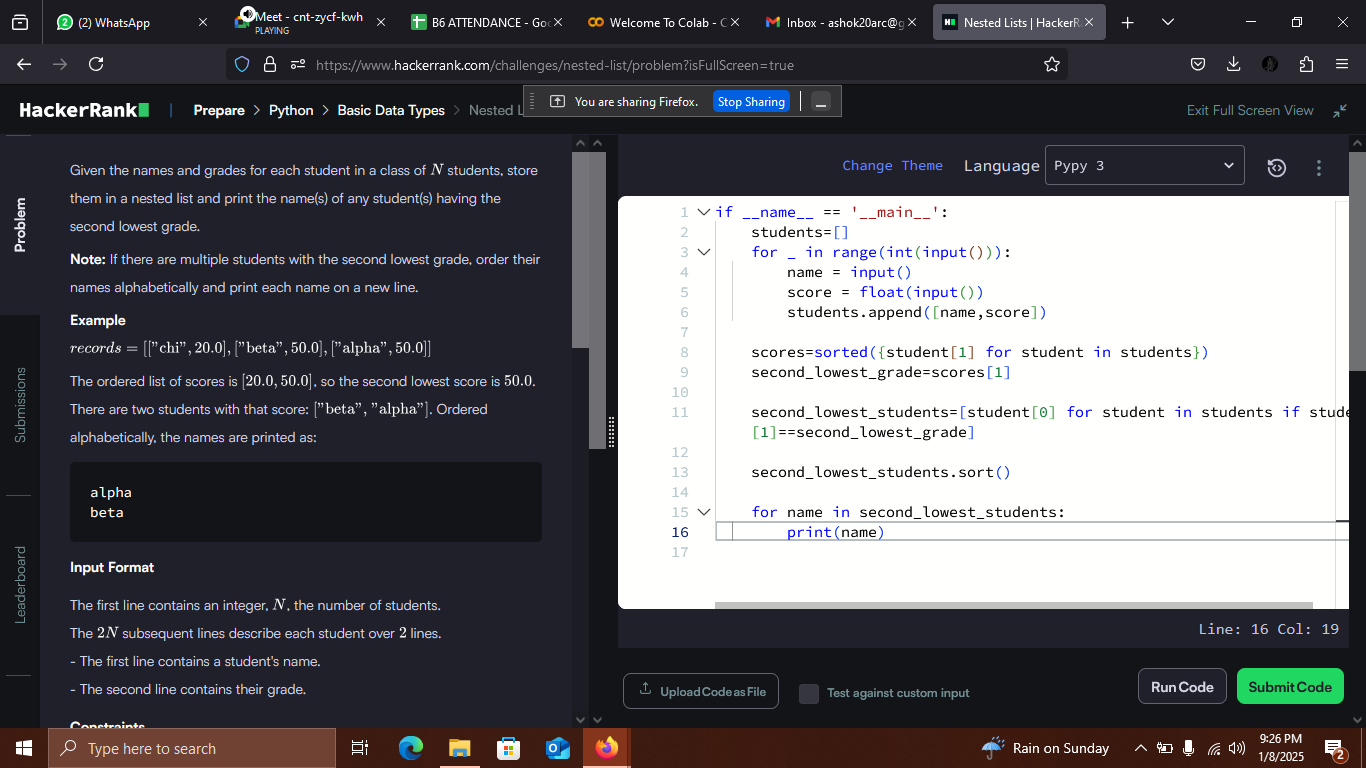 (2) WhatsApp
Meet - cnt-zycf-kwh
PLAYING
B6 ATTENDANCE - Goo
Welcome To Colab - C
Inbox - ashok20arc@g
Nested Lists | HackerR
https://www.hackerrank.com/challenges/nested-list/problem?isFullScreen=true
HackerRank
Prepare > Python > Basic Data Types > Nested L
You are sharing Firefox.
Stop Sharing
Exit Full Screen View
Problem
Submissions
Leaderboard
Given the names and grades for each student in a class of N students, store
them in a nested list and print the name(s) of any student(s) having the
second lowest grade.
Note: If there are multiple students with the second lowest grade, order their
names alphabetically and print each name on a new line.
Example
records = [["chi", 20.0], ["beta", 50.0], ["alpha", 50.0]]
The ordered list of scores is [20.0, 50.0], so the second lowest score is 50.0.
There are two students with that score: ["beta", "alpha"]. Ordered
alphabetically, the names are printed as:
alpha
beta
Input Format
The first line contains an integer, N, the number of students.
The 2N subsequent lines describe each student over 2 lines.
- The first line contains a student's name.
- The second line contains their grade.
Constraints
Change Theme
Language
Pypy 3
1 if __name__ == '__main__':
2 students=[]
3 for _ in range(int(input())):
4 name = input()
5 score = float(input())
6 students.append([name,score])
7
8 scores=sorted({student[1] for student in students})
9 second_lowest_grade=scores[1]
10
11 second_lowest_students=[student[0] for student in students if stude
[1]==second_lowest_grade]
12
13 second_lowest_students.sort()
14
15 for name in second_lowest_students:
16 print(name)
17
Line: 16 Col: 19
Upload Code as File
Test against custom input
Run Code
Submit Code
Type here to search
Rain on Sunday
9:26 PM
1/8/2025
2